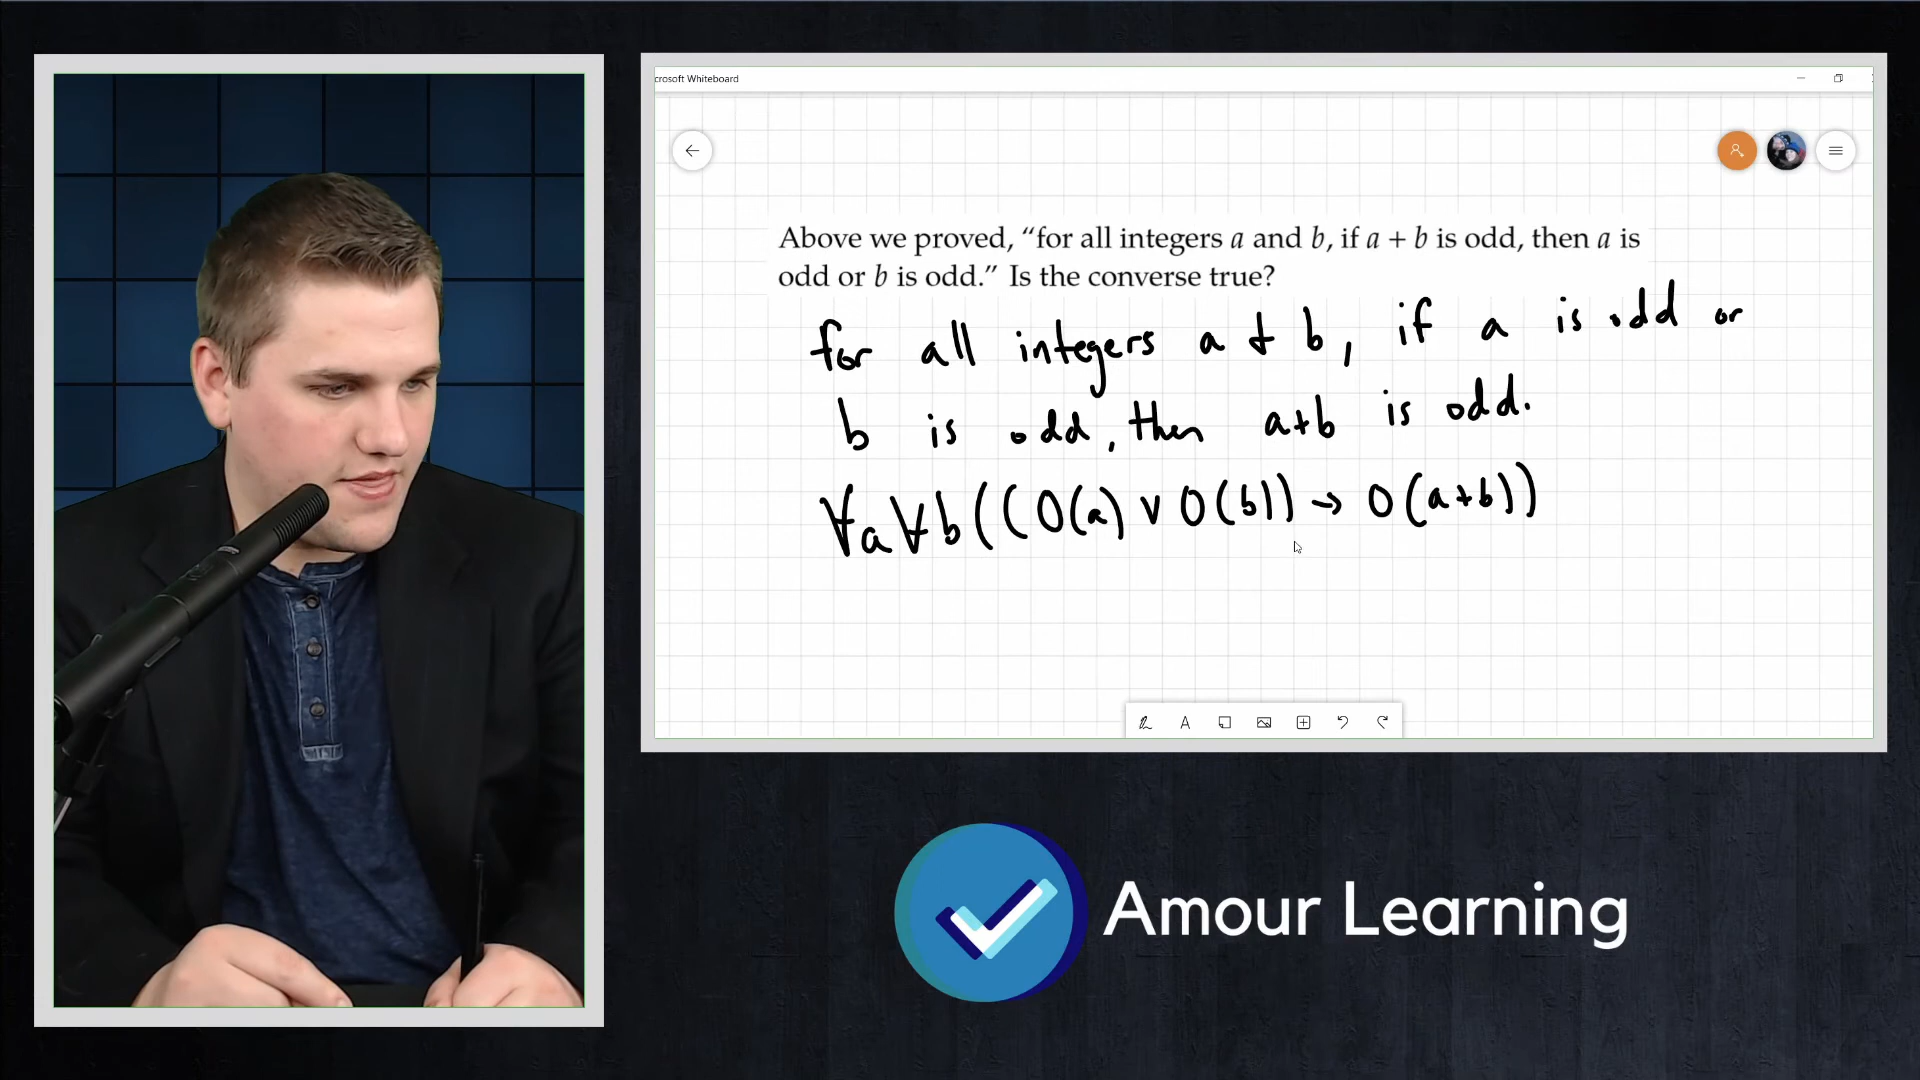 crosoft Whiteboard
Above we proved, “for all integers a and b, if a + b is odd, then a is
odd or b is odd.” Is the converse true?
for all integers a + b, if a is odd or
b is odd, then a+b is odd.
∀a∀b((O(a) ∨ O(b)) → O(a+b))
Amour Learning